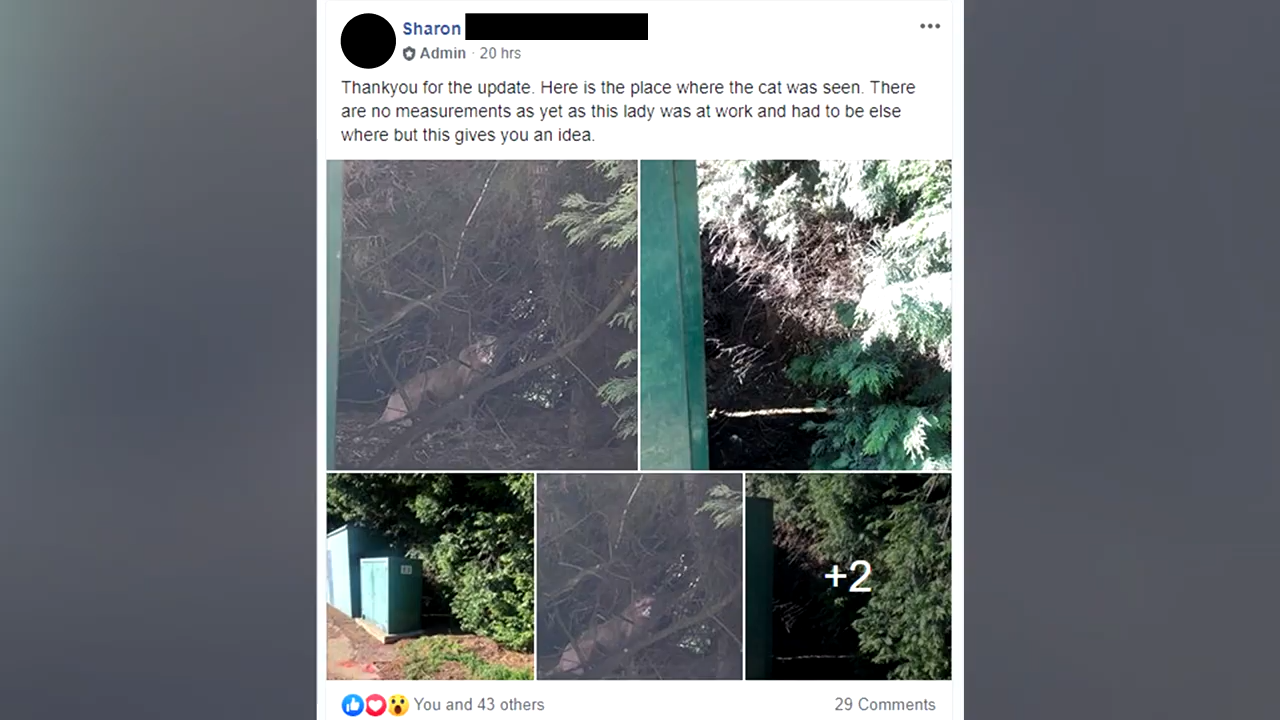 Sharon
Admin · 20 hrs
Thankyou for the update. Here is the place where the cat was seen. There
are no measurements as yet as this lady was at work and had to be else
where but this gives you an idea.
+2
You and 43 others
29 Comments